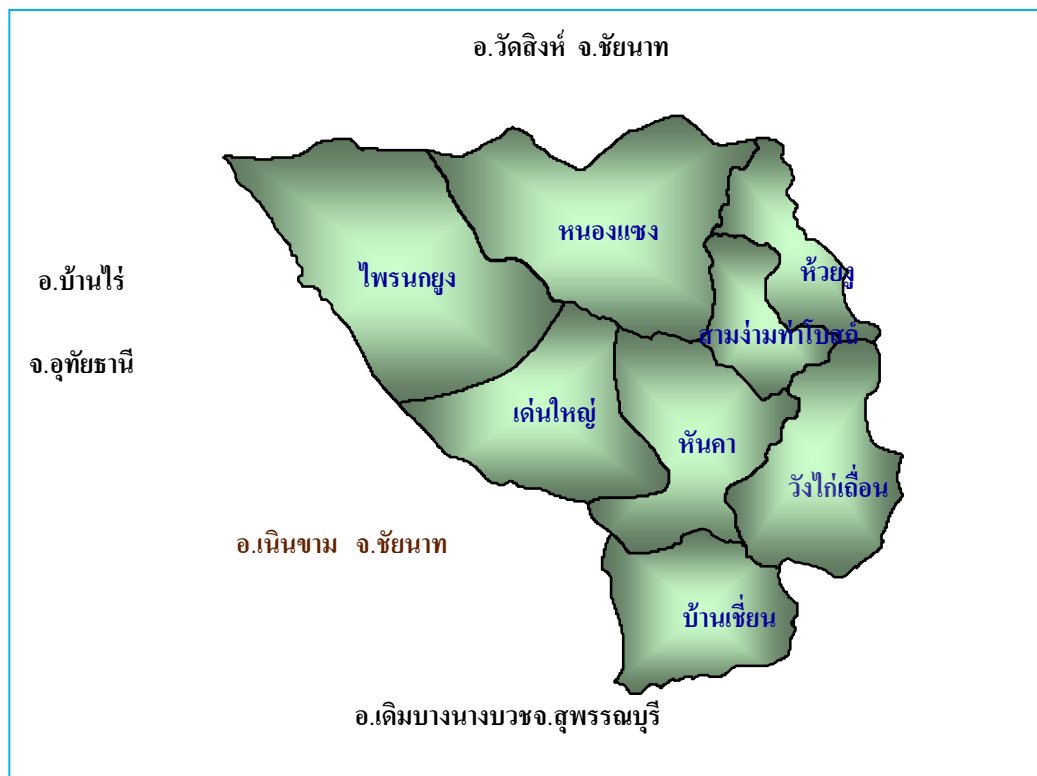 อ.วัดสิงห์ จ.ชัยนาท
หนองแซง
ไพรนกยูง
ห้วยงู
อ.บ้านไร่
สามง่ามท่าโบสถ์
จ.อุทัยธานี
เด่นใหญ่
หันคา
วังไก่เถื่อน
อ.เนินขาม จ.ชัยนาท
บ้านเชี่ยน
อ.เดิมบางนางบวชจ.สุพรรณบุรี